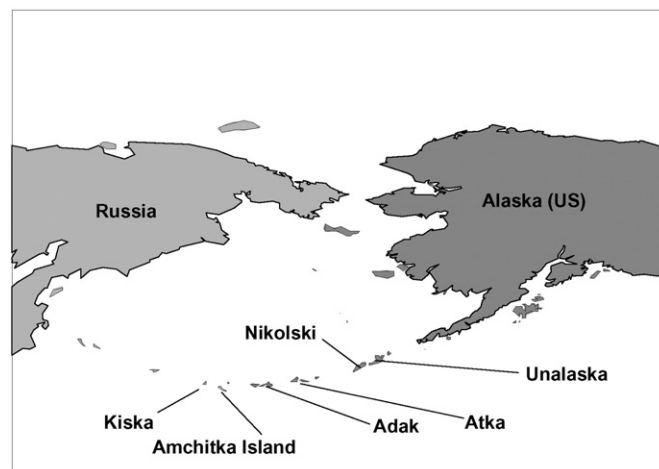 Russia
Alaska (US)
Nikolski
Unalaska
Kiska
Adak
Atka
Amchitka Island